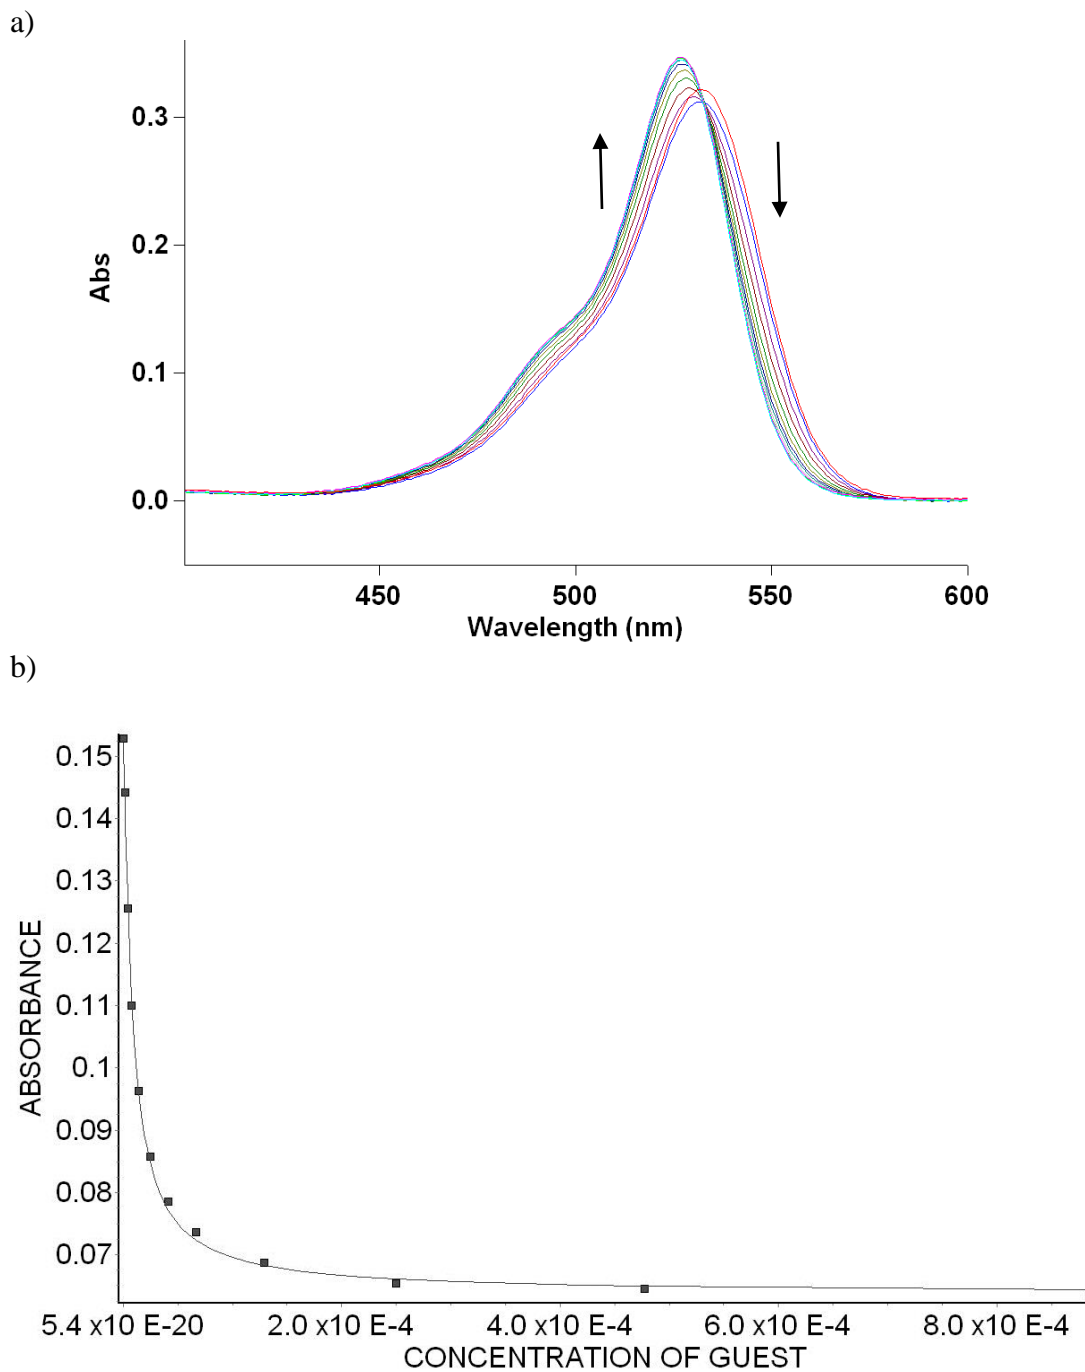 a)
0.3
0.2
0.1
0.0
Abs
450 500 550 600
Wavelength (nm)
b)
0.15
0.14
0.13
0.12
0.11
0.1
0.09
0.08
0.07
ABSORBANCE
5.4 x10 E-20 2.0 x10 E-4 4.0 x10 E-4 6.0 x10 E-4 8.0 x10 E-4
CONCENTRATION OF GUEST